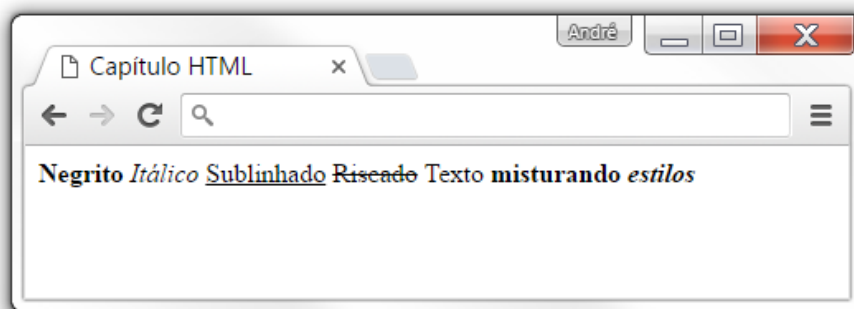 André
Capítulo HTML
Negrito Itálico Sublinhado Riscado Texto misturando estilos